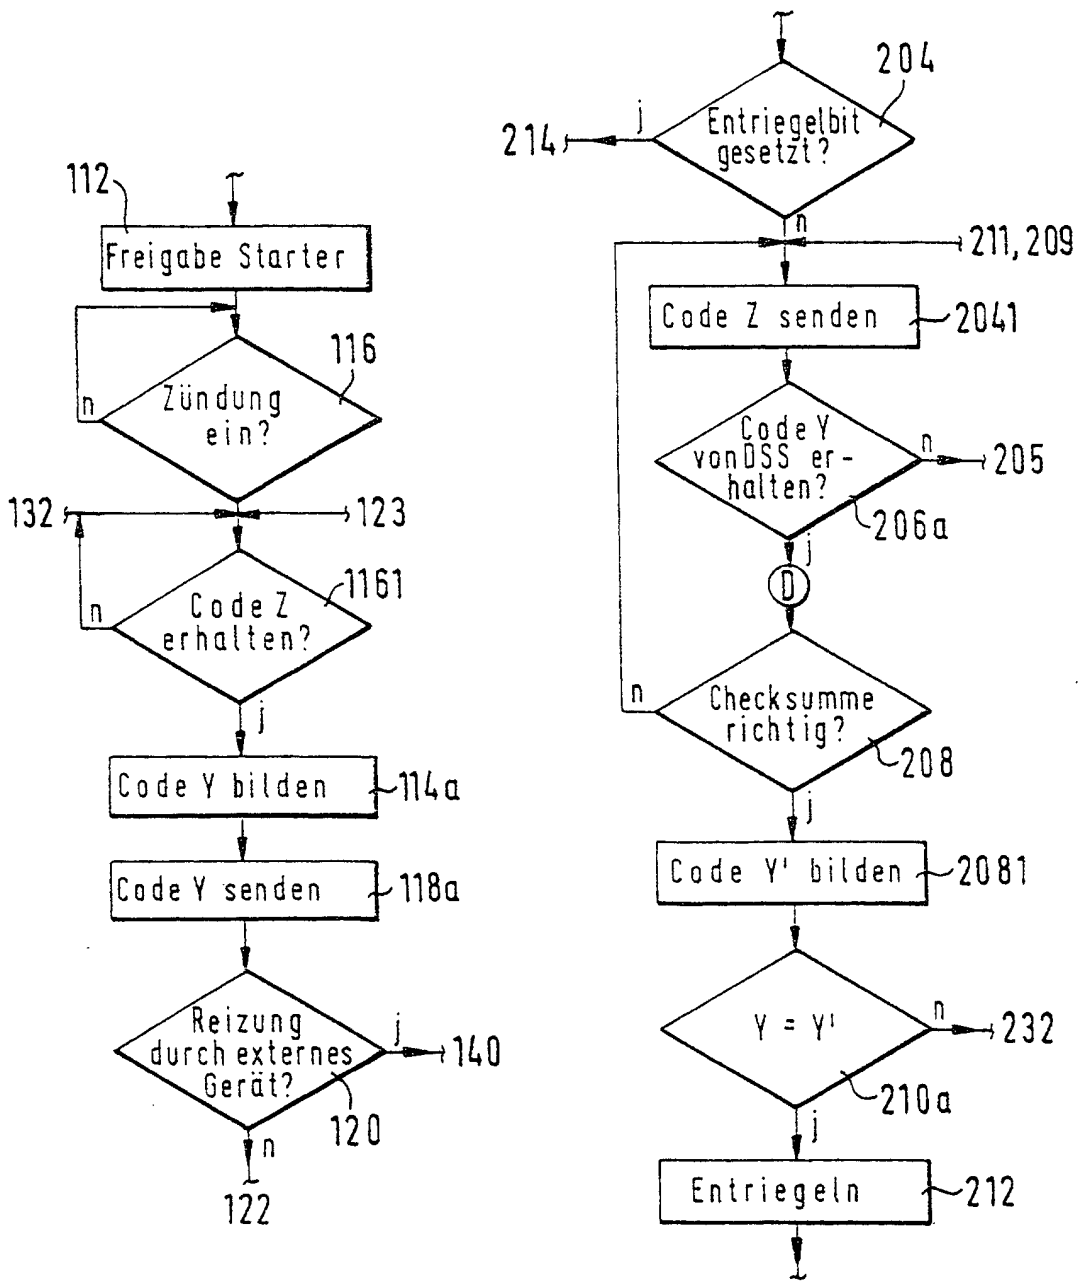 112
Freigabe Starter
116
n
Zündung
ein?
132
123
1161
n
Code Z
erhalten?
j
Code Y bilden
114a
Code Y senden
118a
Reizung
durch externes
Gerät?
j
140
120
n
122
204
j
214
Entriegelbit
gesetzt?
n
211, 209
Code Z senden
2041
Code Y
von DSS er-
halten?
n
205
206a
j
D
n
Checksumme
richtig?
208
j
Code Y' bilden
2081
Y = Y'
n
232
210a
j
Entriegeln
212